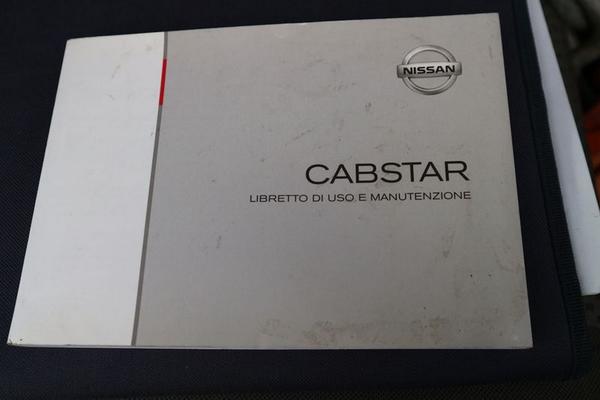 NISSAN
CABSTAR
LIBRETTO DI USO E MANUTENZIONE